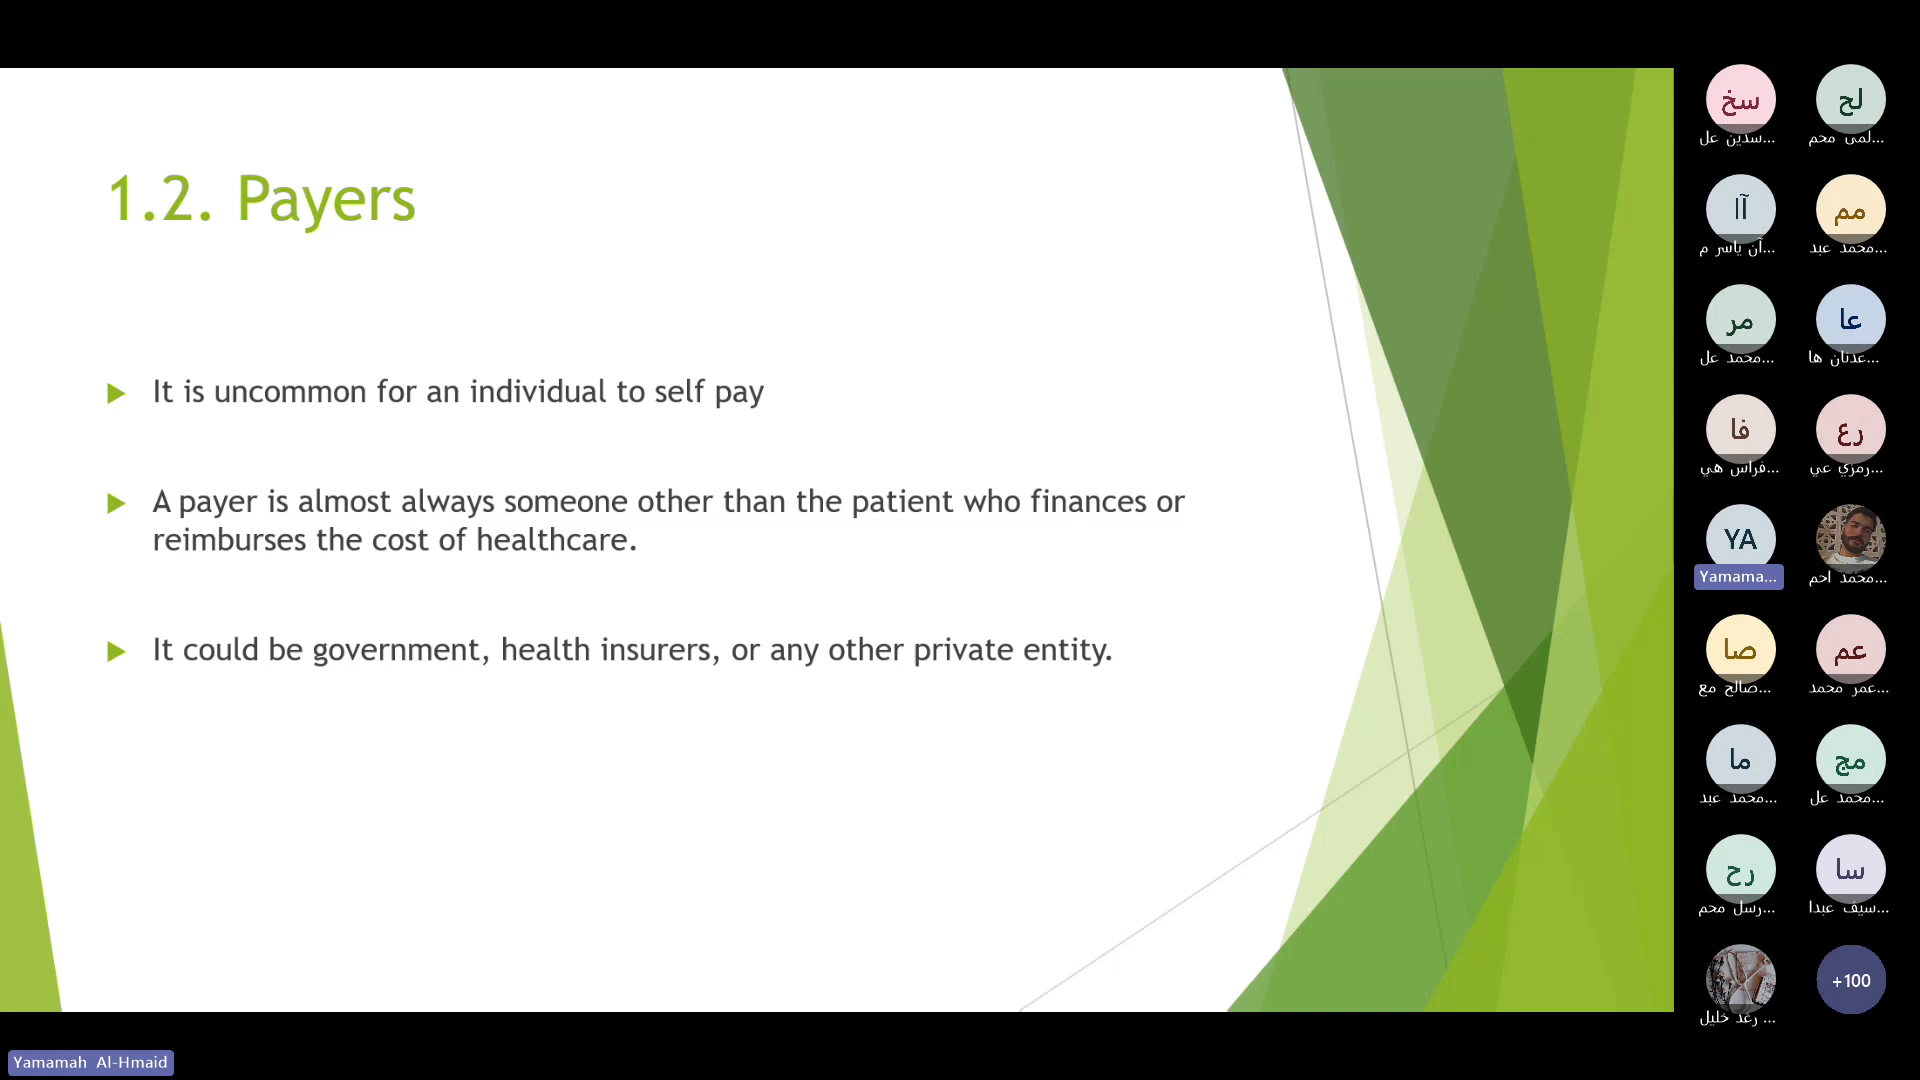 1.2. Payers
It is uncommon for an individual to self pay
A payer is almost always someone other than the patient who finances or
reimburses the cost of healthcare.
It could be government, health insurers, or any other private entity.
سخ
لح
سدين عل...
لمى محم...
آا
مم
آن ياسر م...
محمد عبد...
مر
عا
محمد عل...
عدنان ها...
فا
رع
فراس هي...
رمزي عي...
YA
Yamama...
محمد احم...
صا
عم
صالح مع...
عمر محمد...
ما
مج
محمد عبد...
محمد عل...
رح
سا
رسل محم...
سيف عبدا...
+100
رغد خليل ...
Yamamah Al-Hmaid